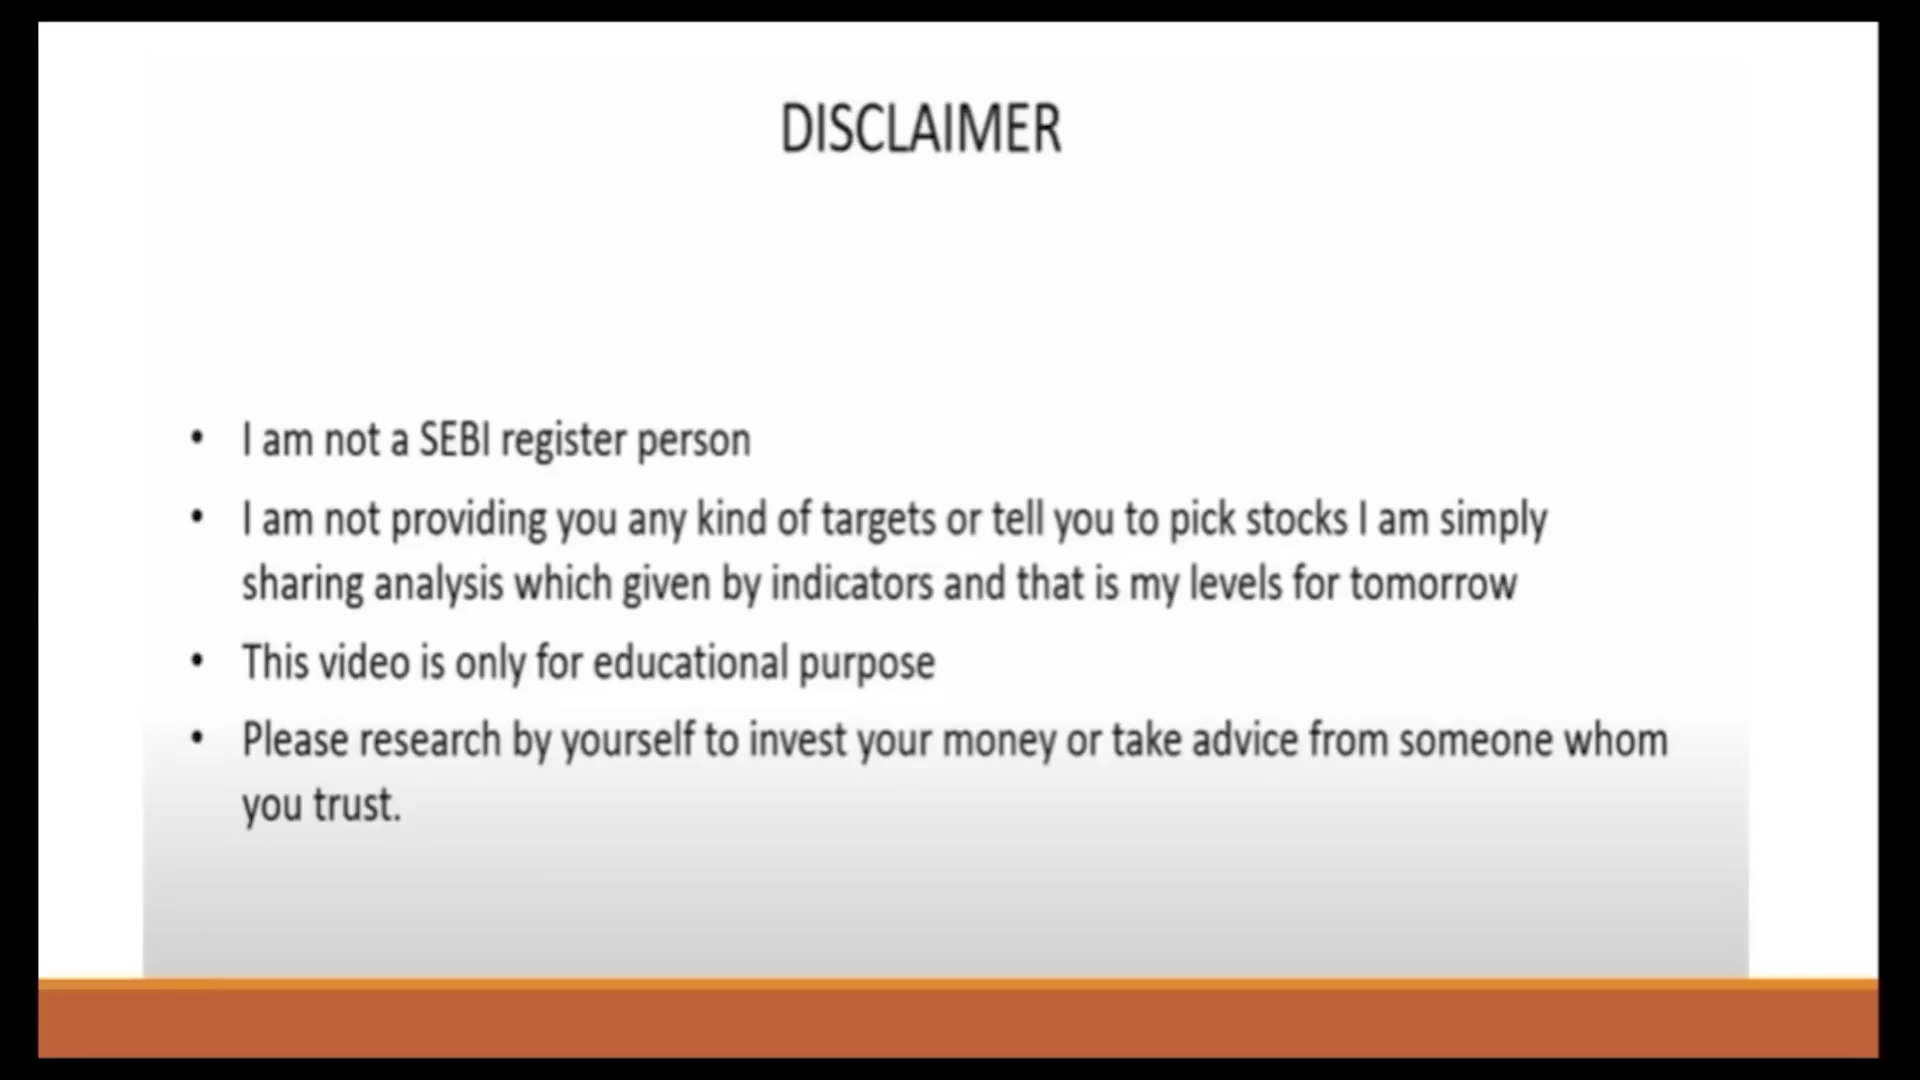 DISCLAIMER
• I am not a SEBI register person
• I am not providing you any kind of targets or tell you to pick stocks I am simply
sharing analysis which given by indicators and that is my levels for tomorrow
• This video is only for educational purpose
• Please research by yourself to invest your money or take advice from someone whom
you trust.